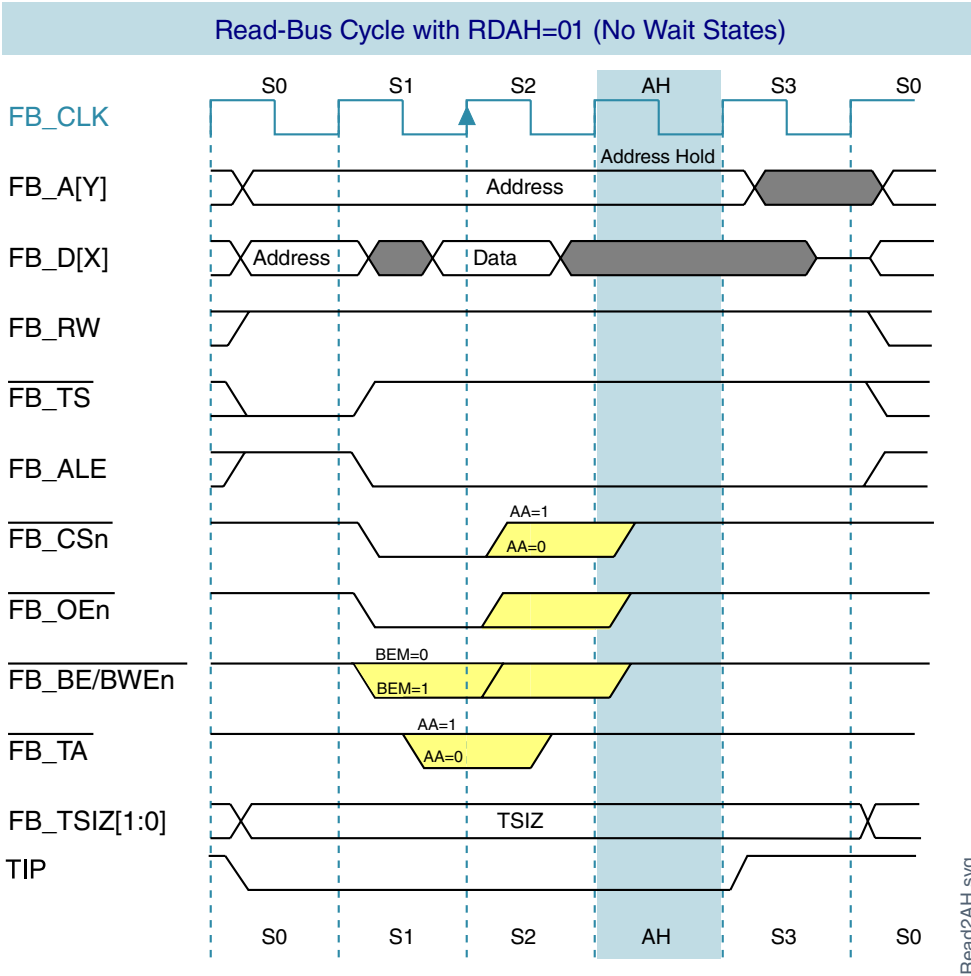 Read-Bus Cycle with RDAH=01 (No Wait States)
S0 S1 S2 AH S3 S0
FB_CLK
Address Hold
FB_A[Y] Address
FB_D[X] Address Data
FB_RW
FB_TS
FB_ALE
AA=1
FB_CSn AA=0
FB_OEn
BEM=0
FB_BE/BWEn BEM=1
AA=1
FB_TA AA=0
FB_TSIZ[1:0] TSIZ
TIP
S0 S1 S2 AH S3 S0
Read2AH.svg